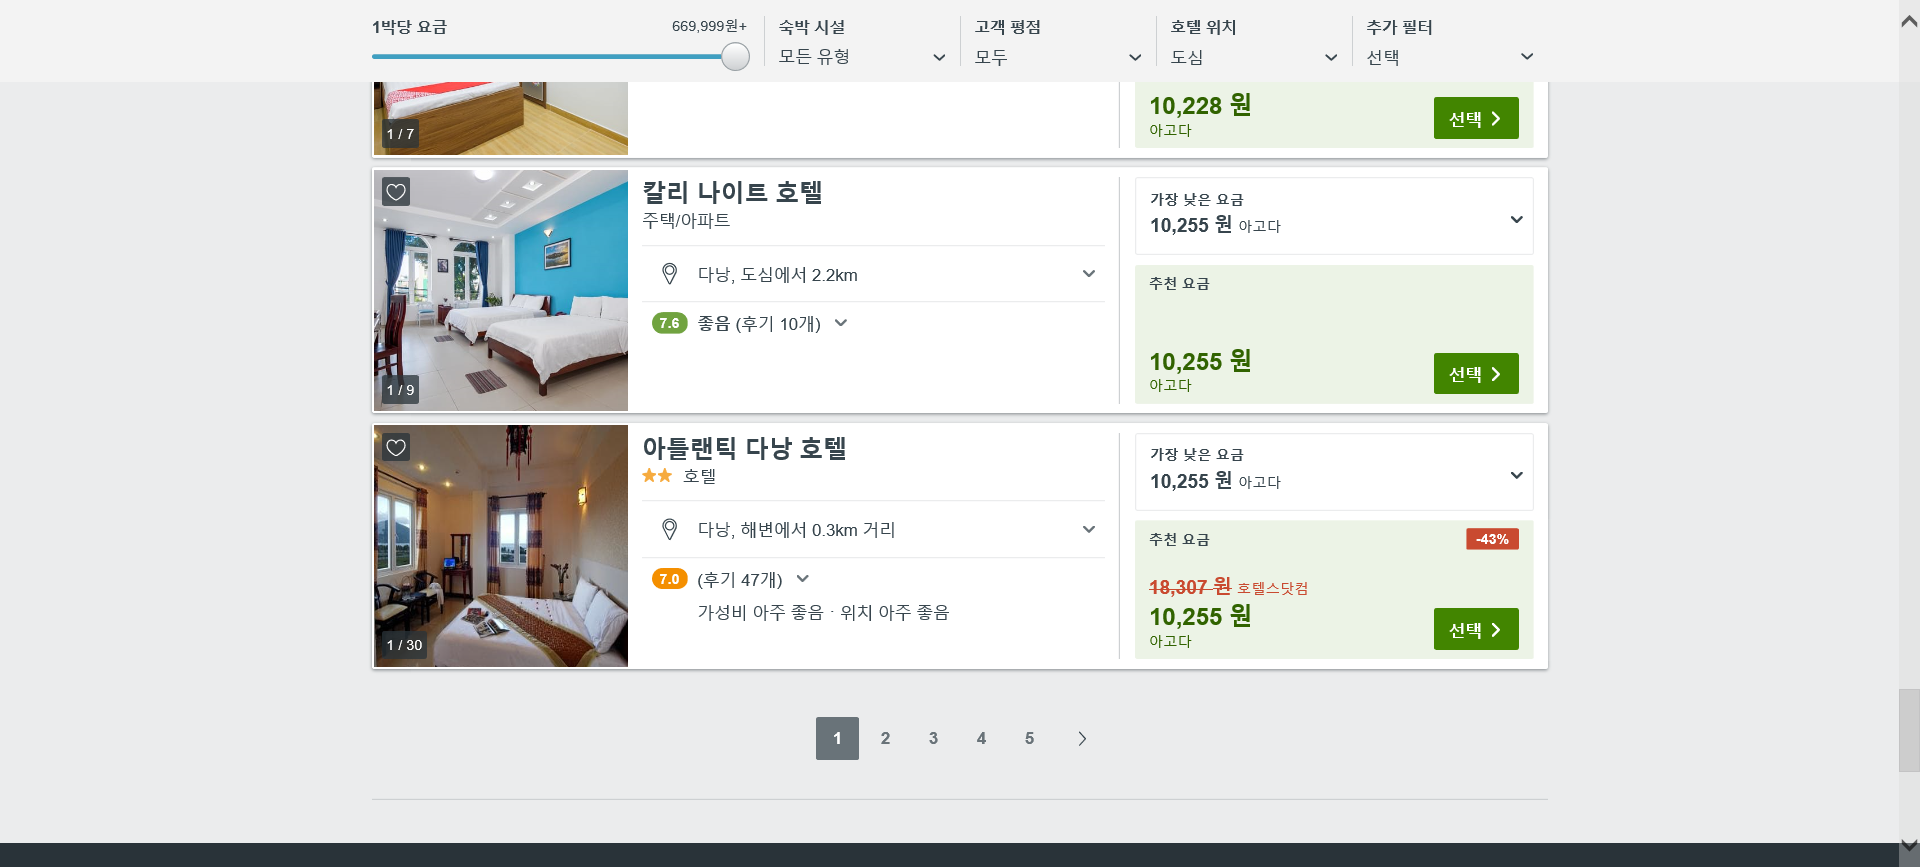 1박당 요금
669,999원+
숙박 시설
모든 유형
고객 평점
모두
호텔 위치
도심
추가 필터
선택
1 / 7
10,228 원
아고다
선택
칼리 나이트 호텔
주택/아파트
다낭, 도심에서 2.2km
7.6 좋음 (후기 10개)
1 / 9
가장 낮은 요금
10,255 원 아고다
추천 요금
10,255 원
아고다
선택
아틀랜틱 다낭 호텔
호텔
다낭, 해변에서 0.3km 거리
7.0 (후기 47개)
가성비 아주 좋음 · 위치 아주 좋음
1 / 30
가장 낮은 요금
10,255 원 아고다
추천 요금
-43%
18,307 원 호텔스닷컴
10,255 원
아고다
선택
1 2 3 4 5